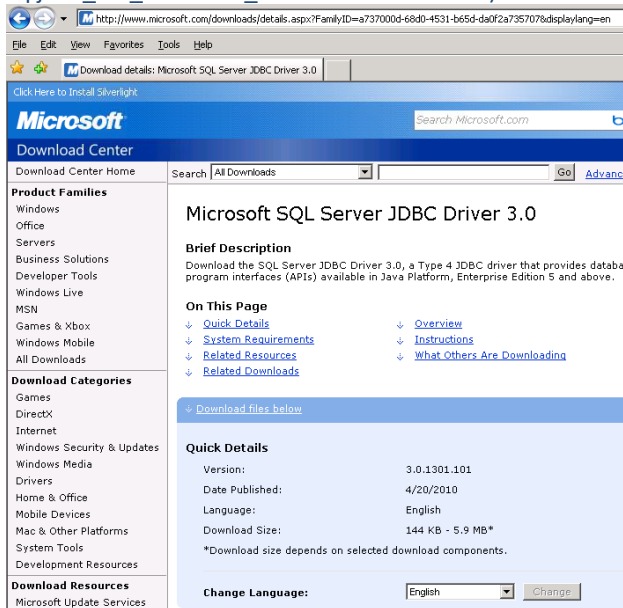 http://www.microsoft.com/downloads/details.aspx?FamilyID=a737000d-68d0-4531-b65d-da0f2a735707&displaylang=en
File Edit View Favorites Tools Help
Download details: Microsoft SQL Server JDBC Driver 3.0
Click Here to Install Silverlight
Microsoft
Search Microsoft.com
Download Center
Download Center Home
Search All Downloads Go Advanc
Product Families
Windows
Office
Servers
Business Solutions
Developer Tools
Windows Live
MSN
Games & Xbox
Windows Mobile
All Downloads
Download Categories
Games
DirectX
Internet
Windows Security & Updates
Windows Media
Drivers
Home & Office
Mobile Devices
Mac & Other Platforms
System Tools
Development Resources
Download Resources
Microsoft Update Services
Microsoft SQL Server JDBC Driver 3.0
Brief Description
Download the SQL Server JDBC Driver 3.0, a Type 4 JDBC driver that provides databa
program interfaces (APIs) available in Java Platform, Enterprise Edition 5 and above.
On This Page
Quick Details
Overview
System Requirements
Instructions
Related Resources
What Others Are Downloading
Related Downloads
Download files below
Quick Details
Version: 3.0.1301.101
Date Published: 4/20/2010
Language: English
Download Size: 144 KB - 5.9 MB*
*Download size depends on selected download components.
Change Language: English Change